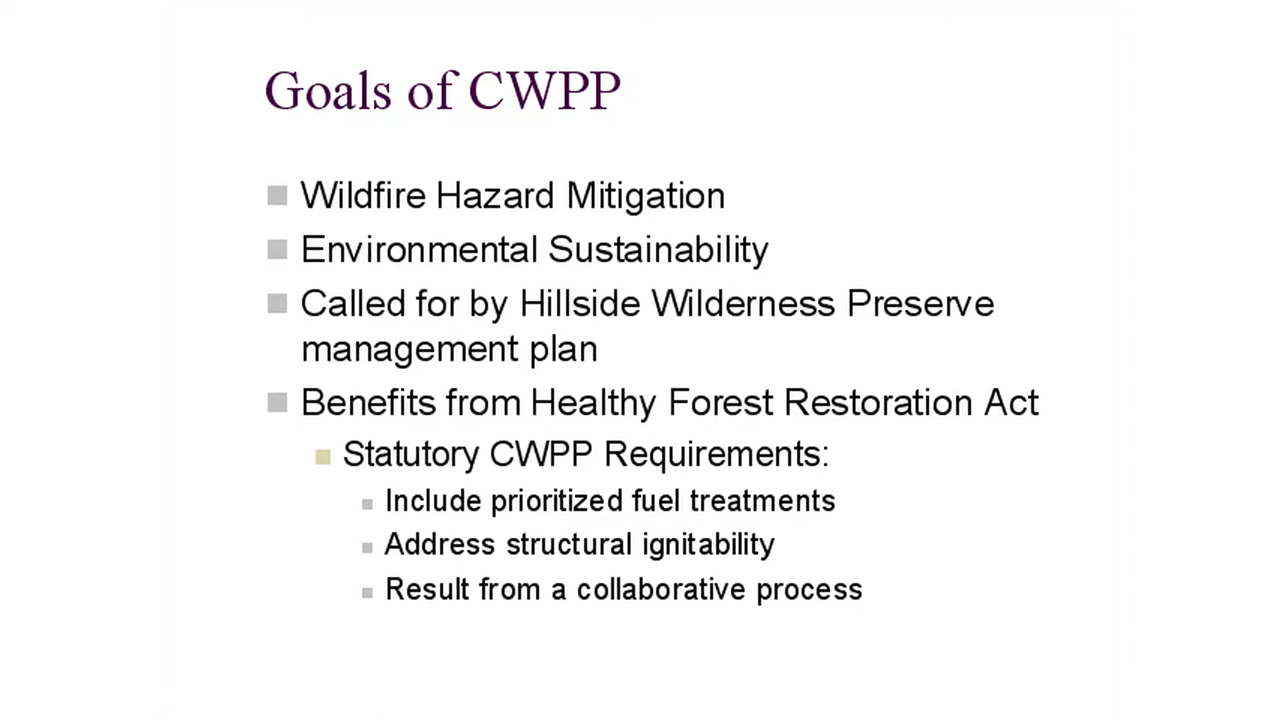 Goals of CWPP
Wildfire Hazard Mitigation
Environmental Sustainability
Called for by Hillside Wilderness Preserve
management plan
Benefits from Healthy Forest Restoration Act
Statutory CWPP Requirements:
Include prioritized fuel treatments
Address structural ignitability
Result from a collaborative process